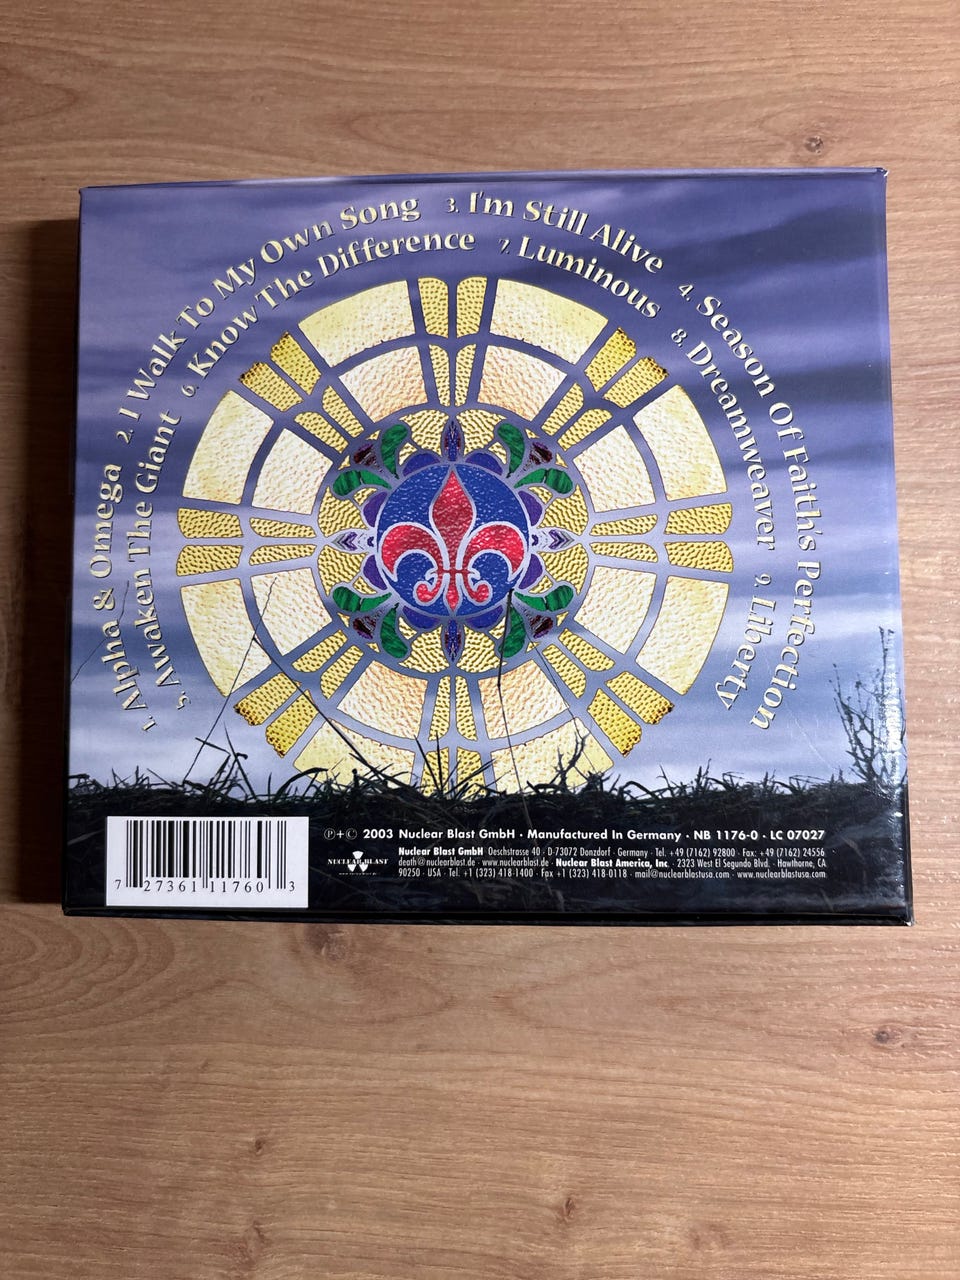 1. Alpha & Omega 2. I Walk To My Own Song 3. I'm Still Alive 4. Season Of Faith's Perfection
5. Awaken The Giant 6. Know The Difference 7. Luminous 8. Dreamweaver 9. Liberty
℗+© 2003 Nuclear Blast GmbH · Manufactured In Germany · NB 1176-0 · LC 07027
NUCLEAR BLAST
Nuclear Blast GmbH Oeschstrasse 40 · D-73072 Donzdorf · Germany · Tel. +49 (7162) 92800 · Fax: +49 (7162) 24556
death@nuclearblast.de · www.nuclearblast.de · Nuclear Blast America, Inc. · 2323 West El Segundo Blvd. · Hawthorne, CA
90250 · USA · Tel. +1 (323) 418-1400 · Fax +1 (323) 418-0118 · mail@nuclearblastusa.com · www.nuclearblastusa.com
7 27361 11760 3